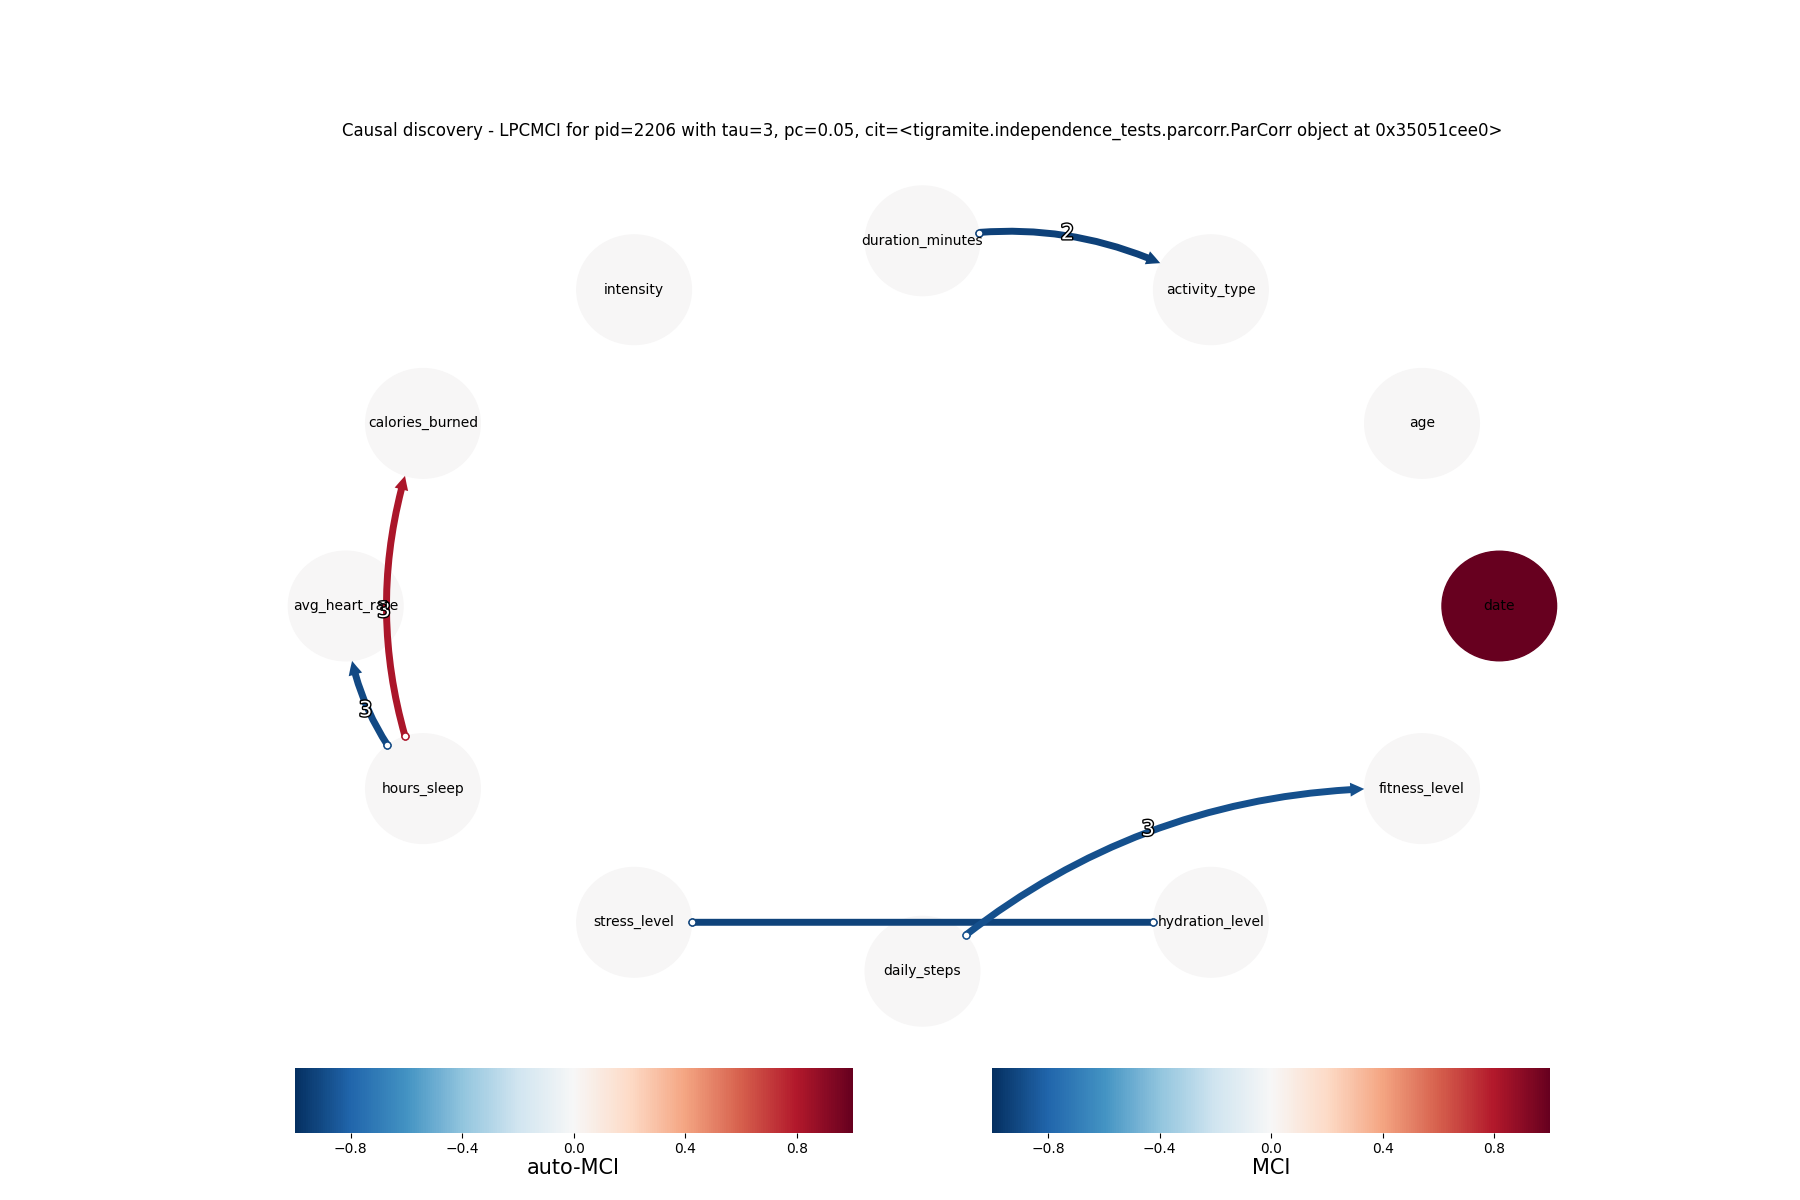 Causal discovery - LPCMCI for pid=2206 with tau=3, pc=0.05, cit=<tigramite.independence_tests.parcorr.ParCorr object at 0x35051cee0>
duration_minutes
2
intensity
activity_type
calories_burned
age
avg_heart_rate
3
date
3
hours_sleep
fitness_level
3
stress_level
hydration_level
daily_steps
−0.8 −0.4 0.0 0.4 0.8
auto-MCI
−0.8 −0.4 0.0 0.4 0.8
MCI